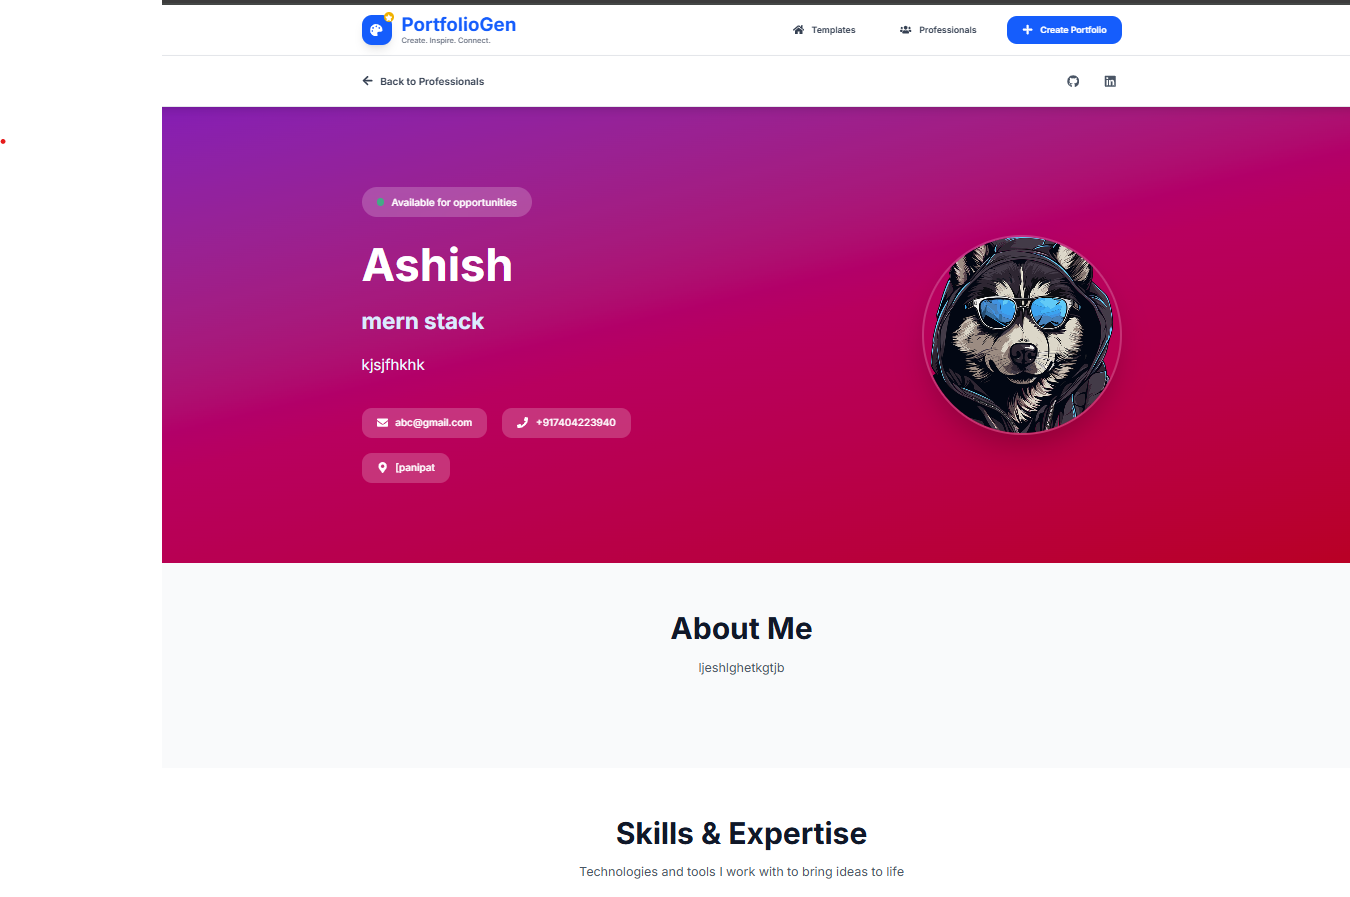 PortfolioGen
Create. Inspire. Connect.
Templates
Professionals
Create Portfolio
Back to Professionals
Available for opportunities
Ashish
mern stack
kjsjfhkhk
abc@gmail.com
+917404223940
[panipat
About Me
ljeshlghetkgtjb
Skills & Expertise
Technologies and tools I work with to bring ideas to life